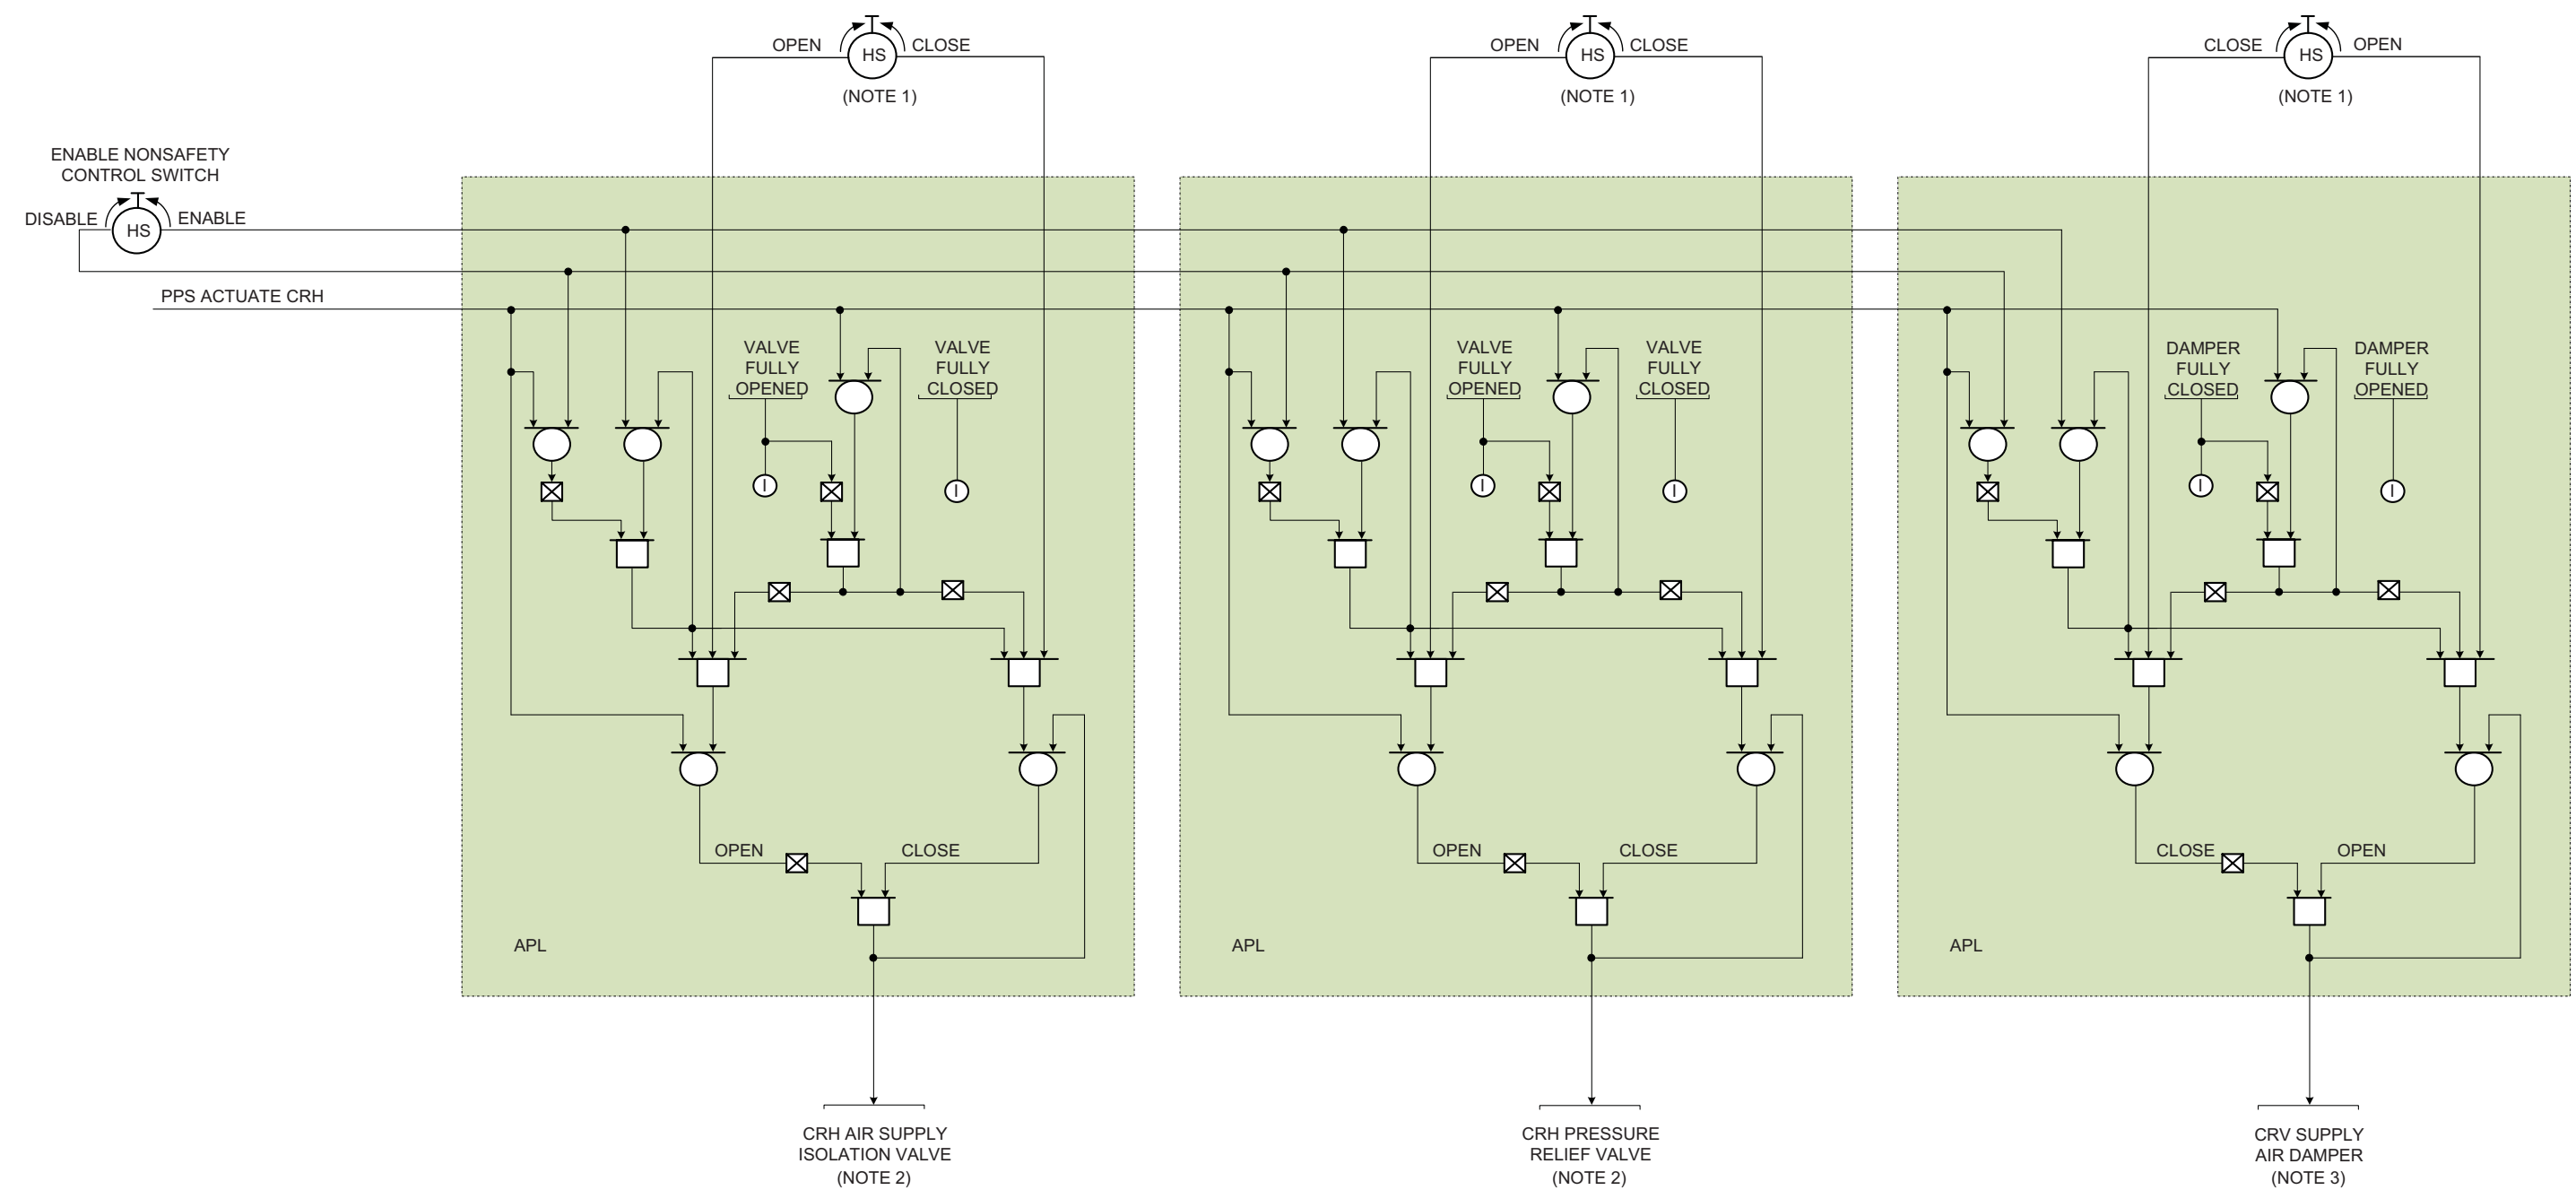 OPEN
HS
CLOSE
(NOTE 1)
OPEN
HS
CLOSE
(NOTE 1)
CLOSE
HS
OPEN
(NOTE 1)
ENABLE NONSAFETY
CONTROL SWITCH
DISABLE
HS
ENABLE
PPS ACTUATE CRH
VALVE
FULLY
OPENED
VALVE
FULLY
CLOSED
I
I
OPEN
CLOSE
APL
VALVE
FULLY
OPENED
VALVE
FULLY
CLOSED
I
I
OPEN
CLOSE
APL
DAMPER
FULLY
CLOSED
DAMPER
FULLY
OPENED
I
I
CLOSE
OPEN
APL
CRH AIR SUPPLY
ISOLATION VALVE
(NOTE 2)
CRH PRESSURE
RELIEF VALVE
(NOTE 2)
CRV SUPPLY
AIR DAMPER
(NOTE 3)